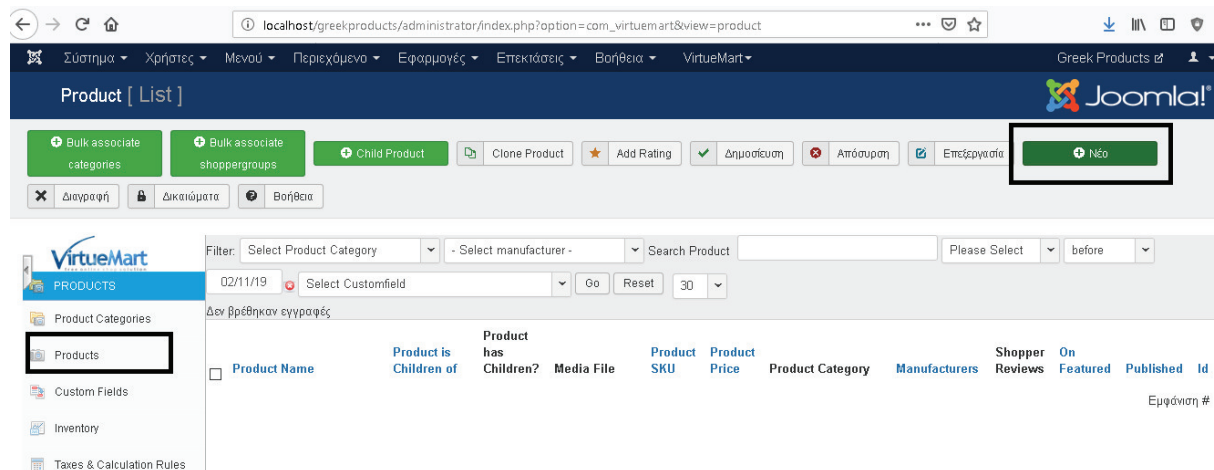 localhost/greekproducts/administrator/index.php?option=com_virtuemart&view=product
Σύστημα Χρήστες Μενού Περιεχόμενο Εφαρμογές Επεκτάσεις Βοήθεια VirtueMart Greek Products
Product [ List ] Joomla!
Bulk associate categories Bulk associate shoppergroups Child Product Clone Product Add Rating Δημοσίευση Απόσυρση Επεξεργασία Νέο
Διαγραφή Δικαιώματα Βοήθεια
VirtueMart
free online shop solution
Filter: Select Product Category - Select manufacturer - Search Product Please Select before
PRODUCTS 02/11/19 Select Customfield Go Reset 30
Product Categories Δεν βρέθηκαν εγγραφές
Products
Product Name Product is Children of Product has Children? Media File Product SKU Product Price Product Category Manufacturers Shopper Reviews On Featured Published Id
Custom Fields Εμφάνιση #
Inventory
Taxes & Calculation Rules